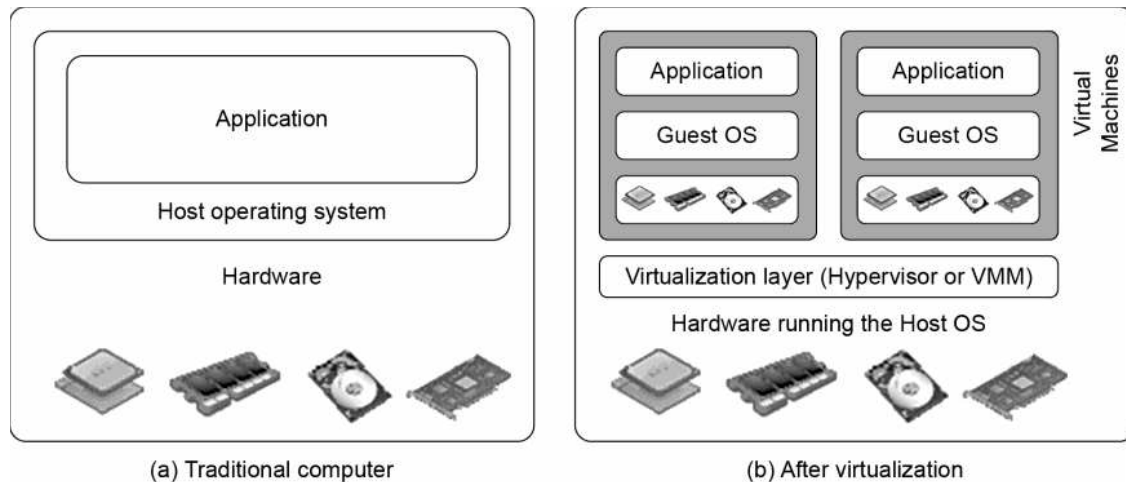 Application
Host operating system
Hardware
(a) Traditional computer
Application
Guest OS
Application
Guest OS
Virtual
Machines
Virtualization layer (Hypervisor or VMM)
Hardware running the Host OS
(b) After virtualization